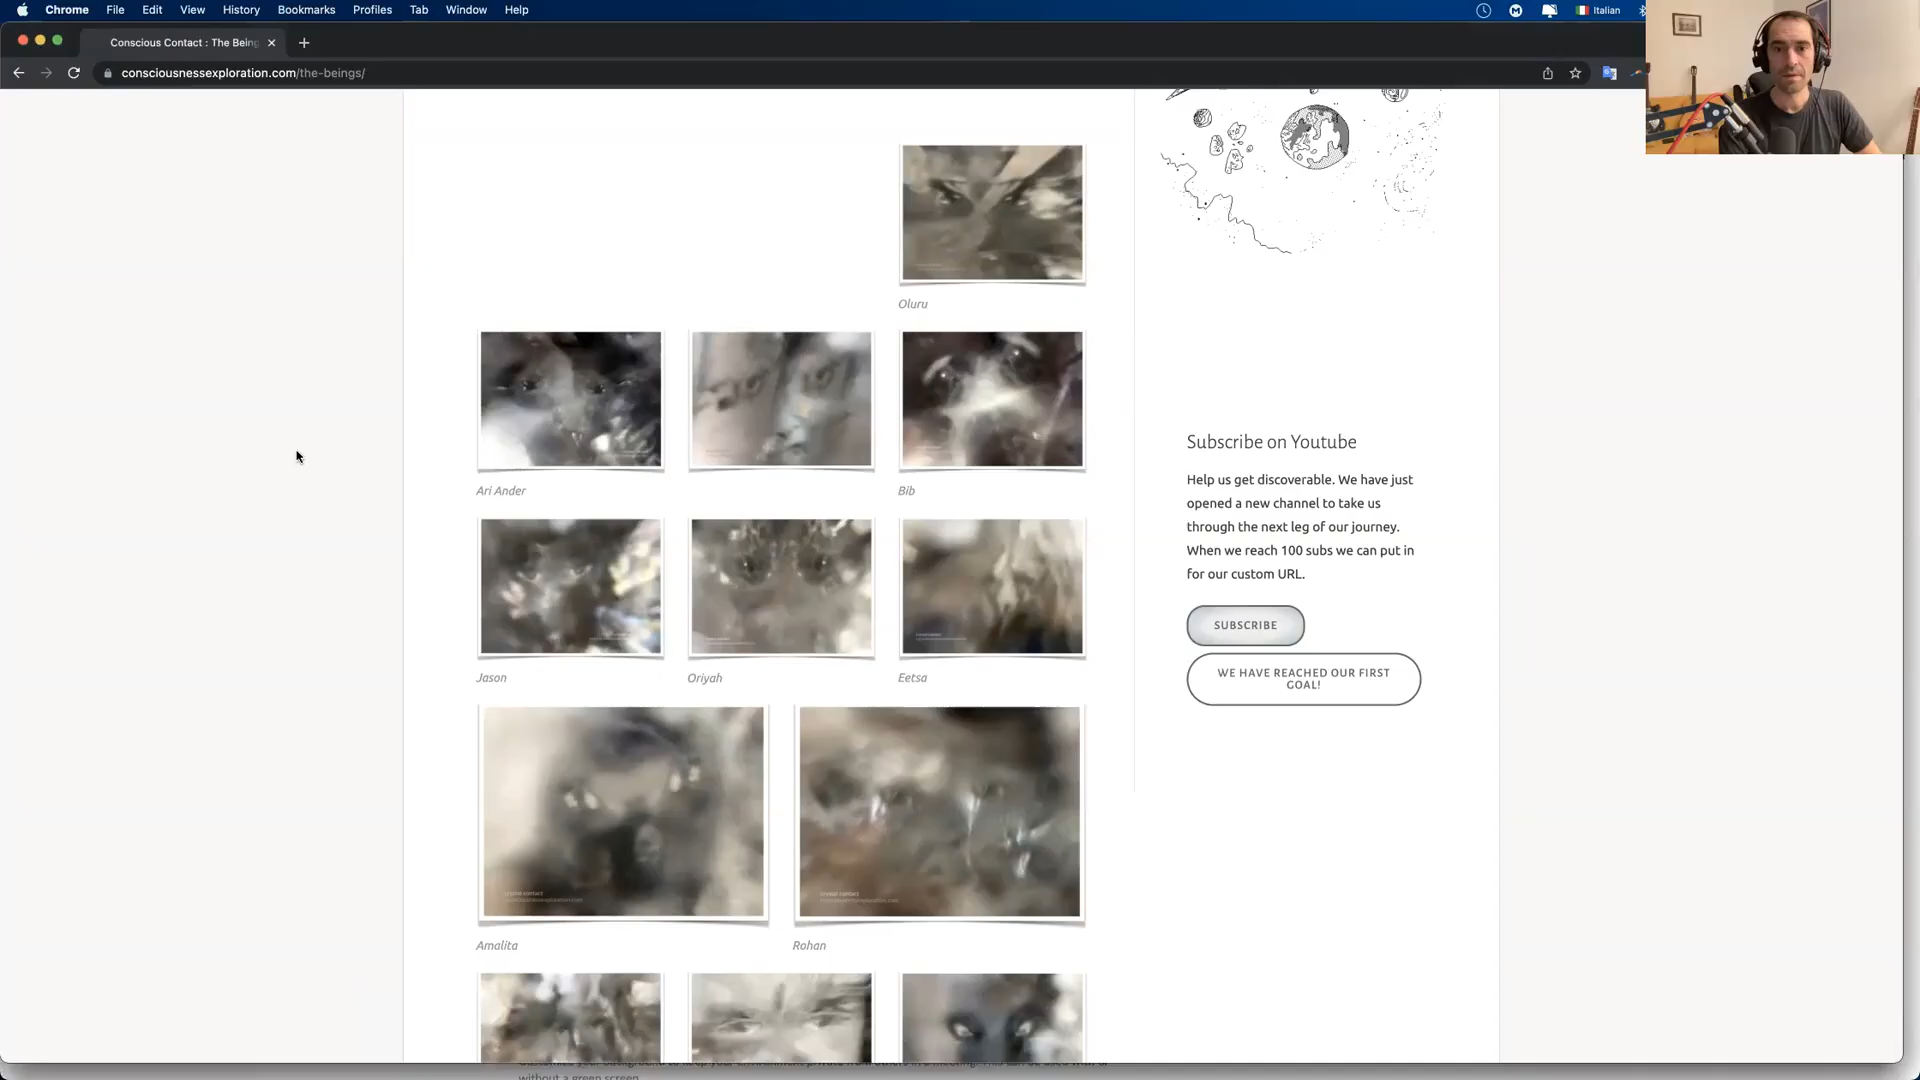 Chrome File Edit View History Bookmarks Profiles Tab Window Help
Italian
Conscious Contact : The Being
consciousnessexploration.com/the-beings/
Oluru
Ari Ander
Bib
Jason
Oriyah
Eetsa
Amalita
Rohan
Subscribe on Youtube
Help us get discoverable. We have just
opened a new channel to take us
through the next leg of our journey.
When we reach 100 subs we can put in
for our custom URL.
SUBSCRIBE
WE HAVE REACHED OUR FIRST
GOAL!
without a green screen.